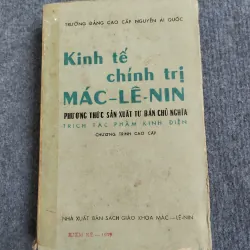 TRƯỜNG ĐẢNG CAO CẤP NGUYỄN ÁI QUỐC
Kinh tế
chính trị
MÁC-LÊ-NIN
PHƯƠNG THỨC SẢN XUẤT TƯ BẢN CHỦ NGHĨA
TRÍCH TÁC PHẨM KINH ĐIỂN
CHƯƠNG TRÌNH CAO CẤP
NHÀ XUẤT BẢN SÁCH GIÁO KHOA MÁC-LÊ-NIN